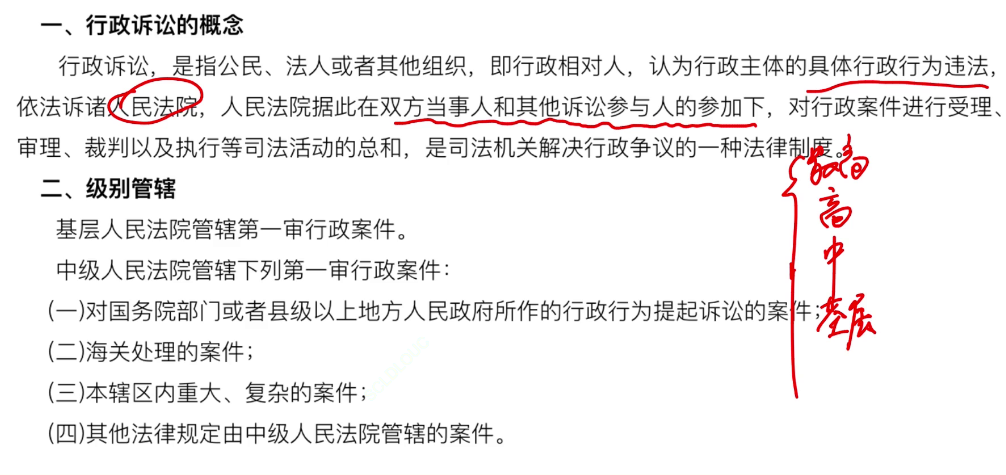 一、行政诉讼的概念
行政诉讼，是指公民、法人或者其他组织，即行政相对人，认为行政主体的具体行政行为违法，
依法诉诸人民法院，人民法院据此在双方当事人和其他诉讼参与人的参加下，对行政案件进行受理、
审理、裁判以及执行等司法活动的总和，是司法机关解决行政争议的一种法律制度。
二、级别管辖
基层人民法院管辖第一审行政案件。
中级人民法院管辖下列第一审行政案件：
(一)对国务院部门或者县级以上地方人民政府所作的行政行为提起诉讼的案件；
(二)海关处理的案件；
(三)本辖区内重大、复杂的案件；
(四)其他法律规定由中级人民法院管辖的案件。
最高
高
中
基层